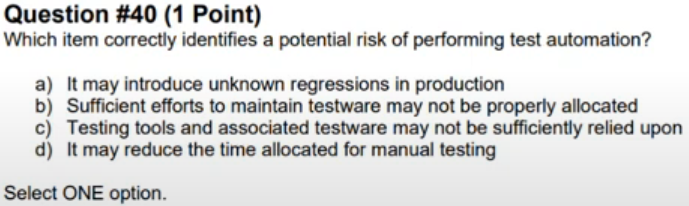 Question #40 (1 Point)
Which item correctly identifies a potential risk of performing test automation?
a) It may introduce unknown regressions in production
b) Sufficient efforts to maintain testware may not be properly allocated
c) Testing tools and associated testware may not be sufficiently relied upon
d) It may reduce the time allocated for manual testing
Select ONE option.